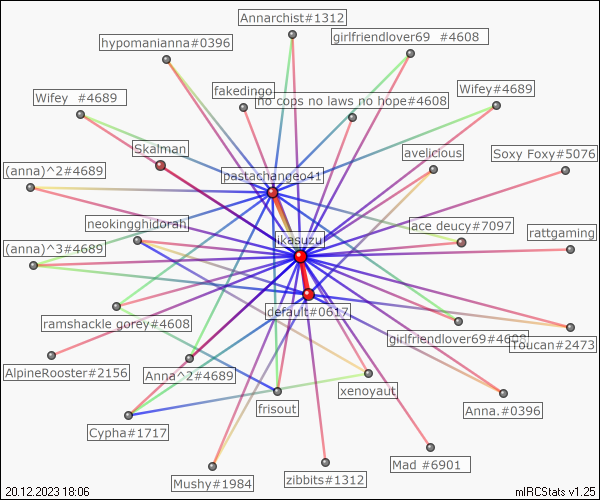 Annarchist#1312
girlfriendlover69 #4608
hypomanianna#0396
fakedingo
Wifey #4689
no cops no laws no hope#4608
Wifey#4689
Skalman
avelicious
Soxy Foxy#5076
(anna)^2#4689
pastachangeo41
neokingghidorah
ace deucy#7097
ikasuzu
rattgaming
(anna)^3#4689
default#0617
ramshackle gorey#4608
girlfriendlover69#4608
Toucan#2473
AlpineRooster#2156
Anna^2#4689
xenoyaut
frisout
Anna.#0396
Cypha#1717
Mad #6901
Mushy#1984
zibbits#1312
20.12.2023 18:06
mIRCStats v1.25